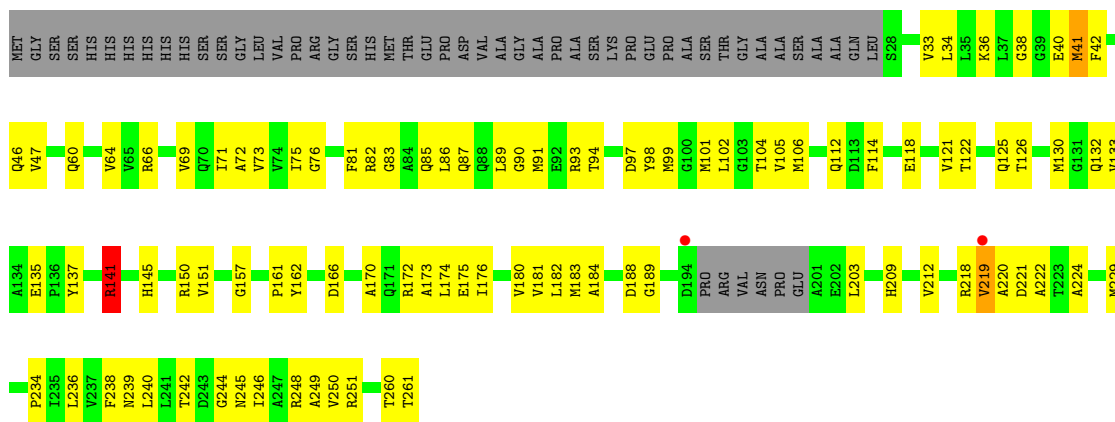 MET GLY SER SER HIS HIS HIS HIS HIS HIS SER SER GLY LEU VAL PRO ARG GLY SER HIS MET THR GLU PRO ASP VAL ALA GLY ALA PRO ALA SER LYS PRO GLU PRO ALA SER THR GLY ALA ALA SER ALA ALA GLN LEU S28 V33 L34 L35 K36 L37 G38 G39 E40 M41 F42
Q46 V47 Q60 V64 V65 R66 V69 Q70 I71 A72 V73 V74 I75 G76 F81 R82 G83 A84 Q85 L86 Q87 Q88 L89 G90 M91 E92 R93 T94 D97 Y98 M99 G100 M101 L102 G103 T104 V105 M106 Q112 D113 F114 E118 V121 T122 Q125 T126 M130 G131 Q132
A134 E135 P136 Y137 R141 H145 R150 V151 G157 P161 Y162 D166 A170 Q171 R172 A173 L174 E175 I176 V180 V181 L182 M183 A184 D188 G189 D194 PRO ARG VAL ASN PRO GLU A201 E202 L203 H209 V212 R218 V219 A220 D221 A222 T223 A224 M229
P234 I235 L236 V237 F238 N239 L240 L241 T242 D243 G244 N245 I246 A247 R248 A249 V250 R251 T260 T261